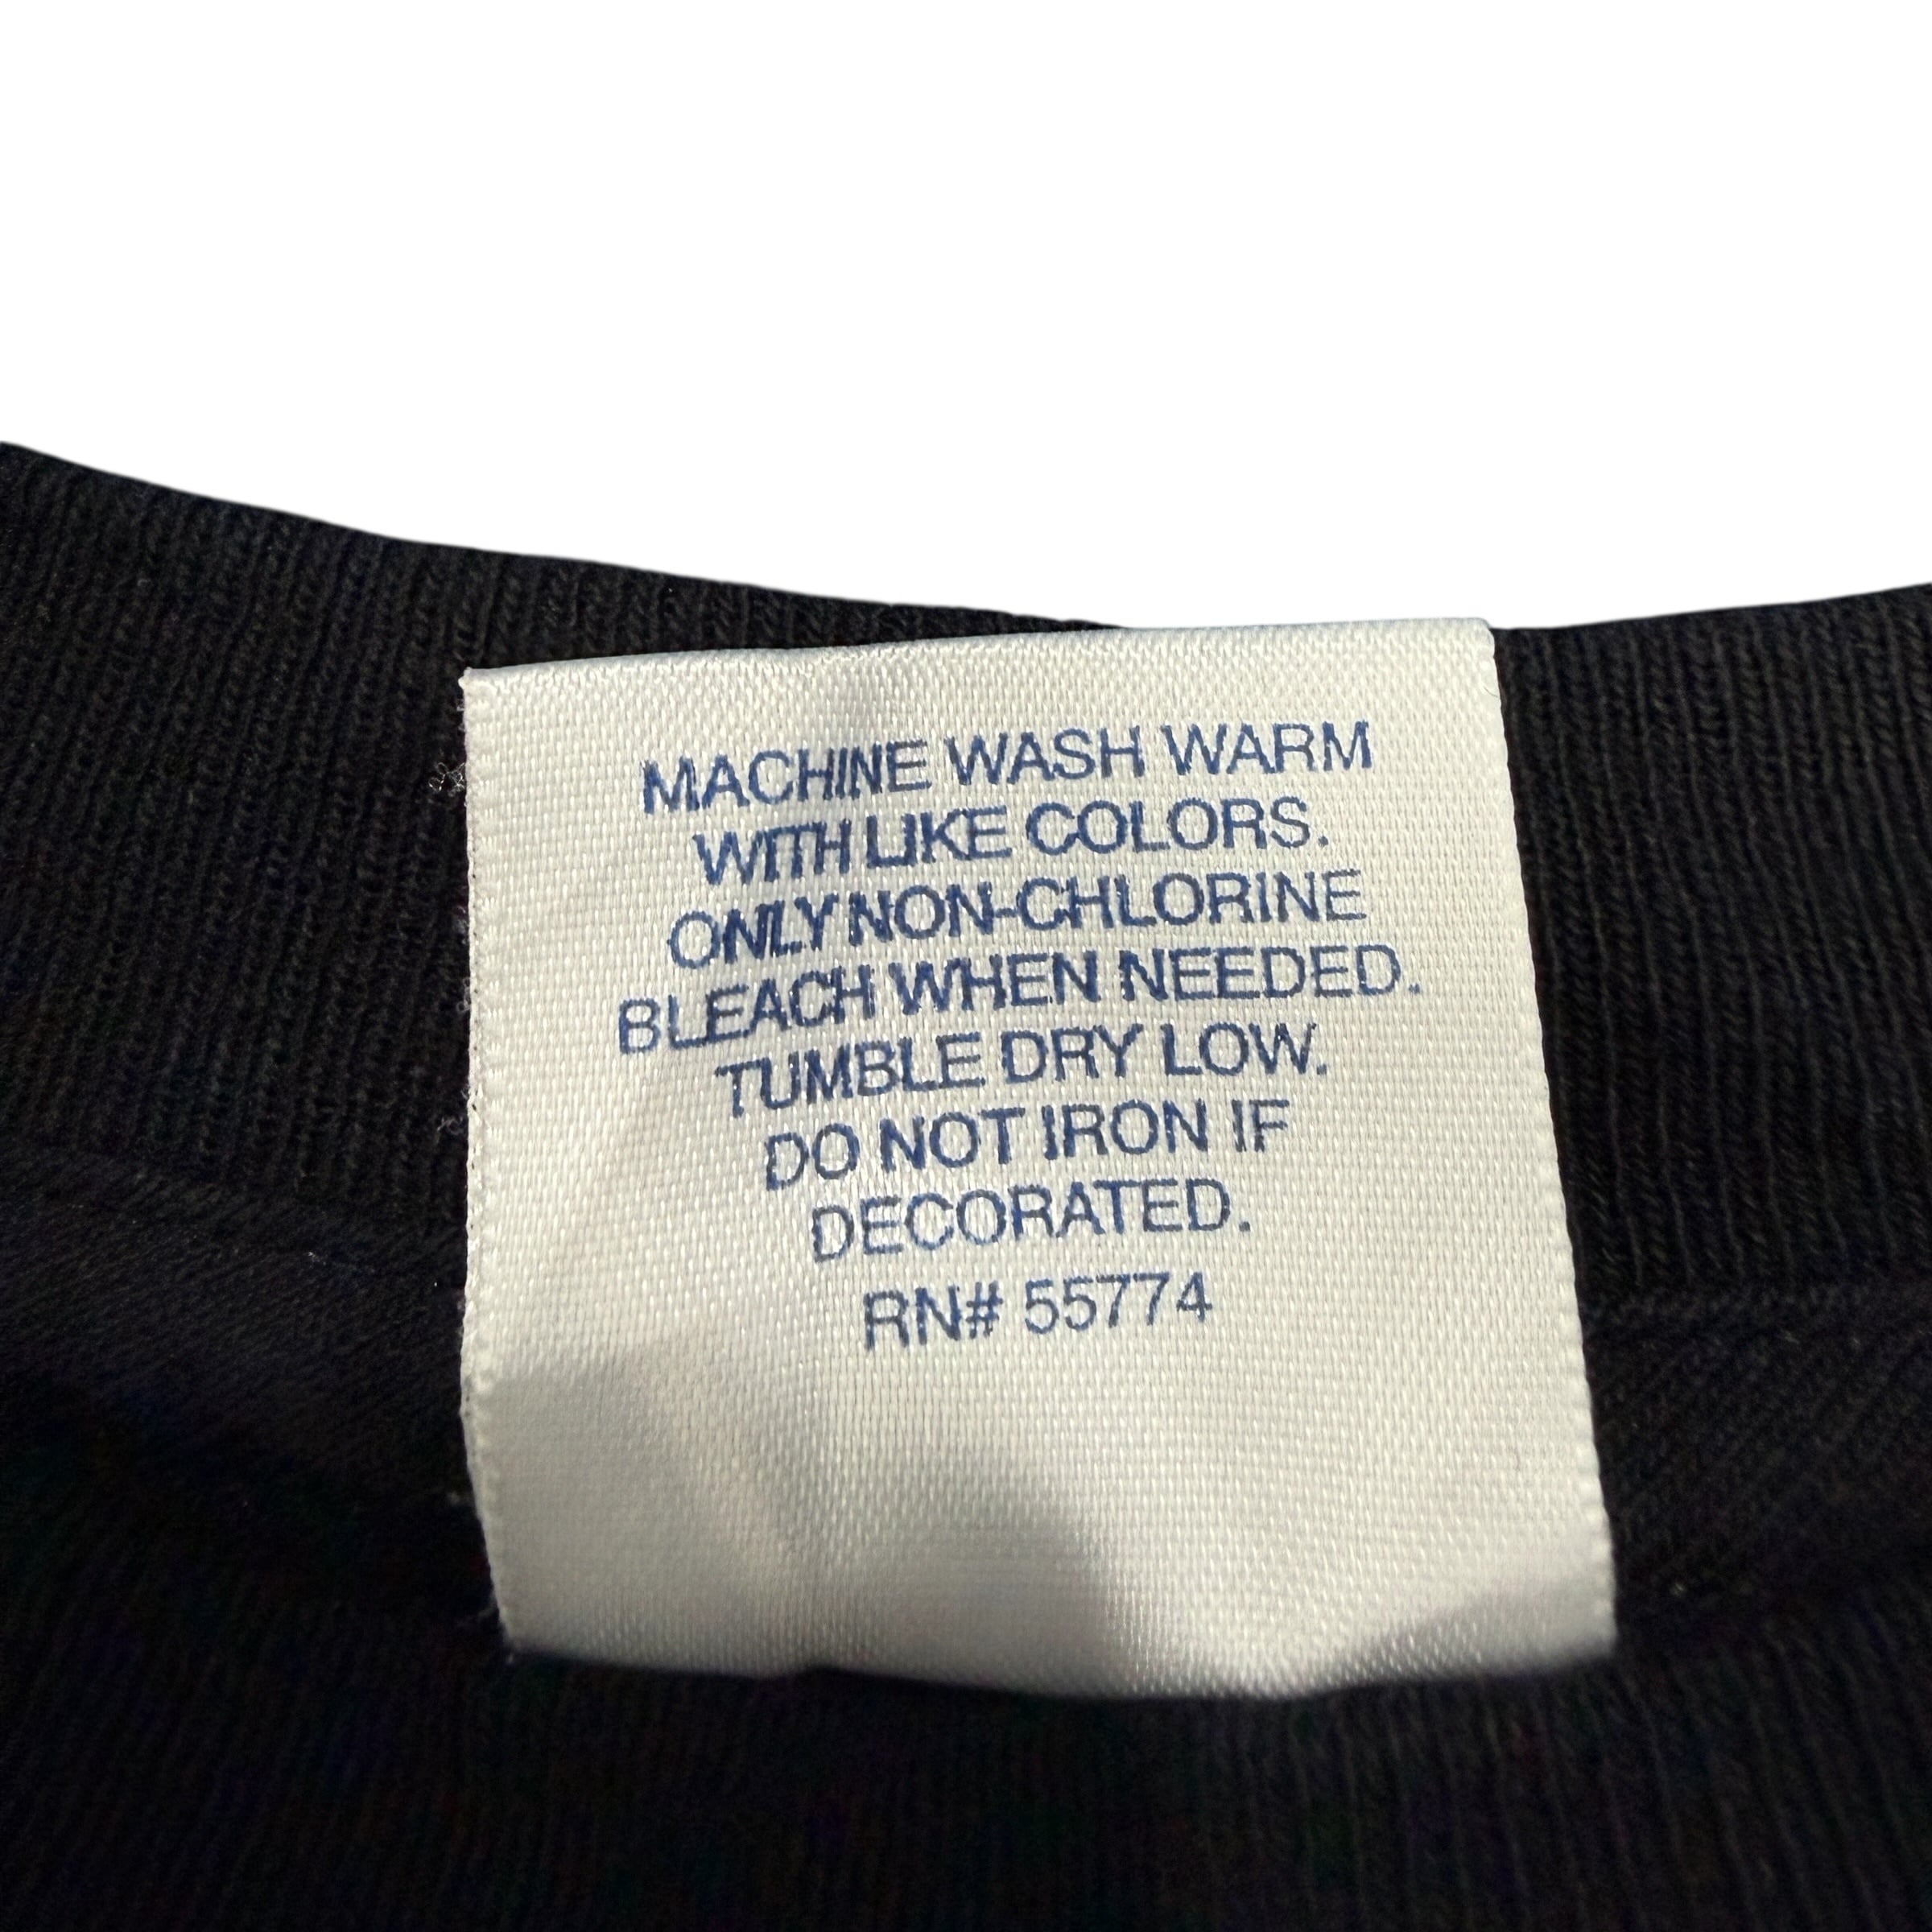 MACHINE WASH WARM
WITH LIKE COLORS.
ONLY NON-CHLORINE
BLEACH WHEN NEEDED.
TUMBLE DRY LOW.
DO NOT IRON IF
DECORATED.
RN# 55774